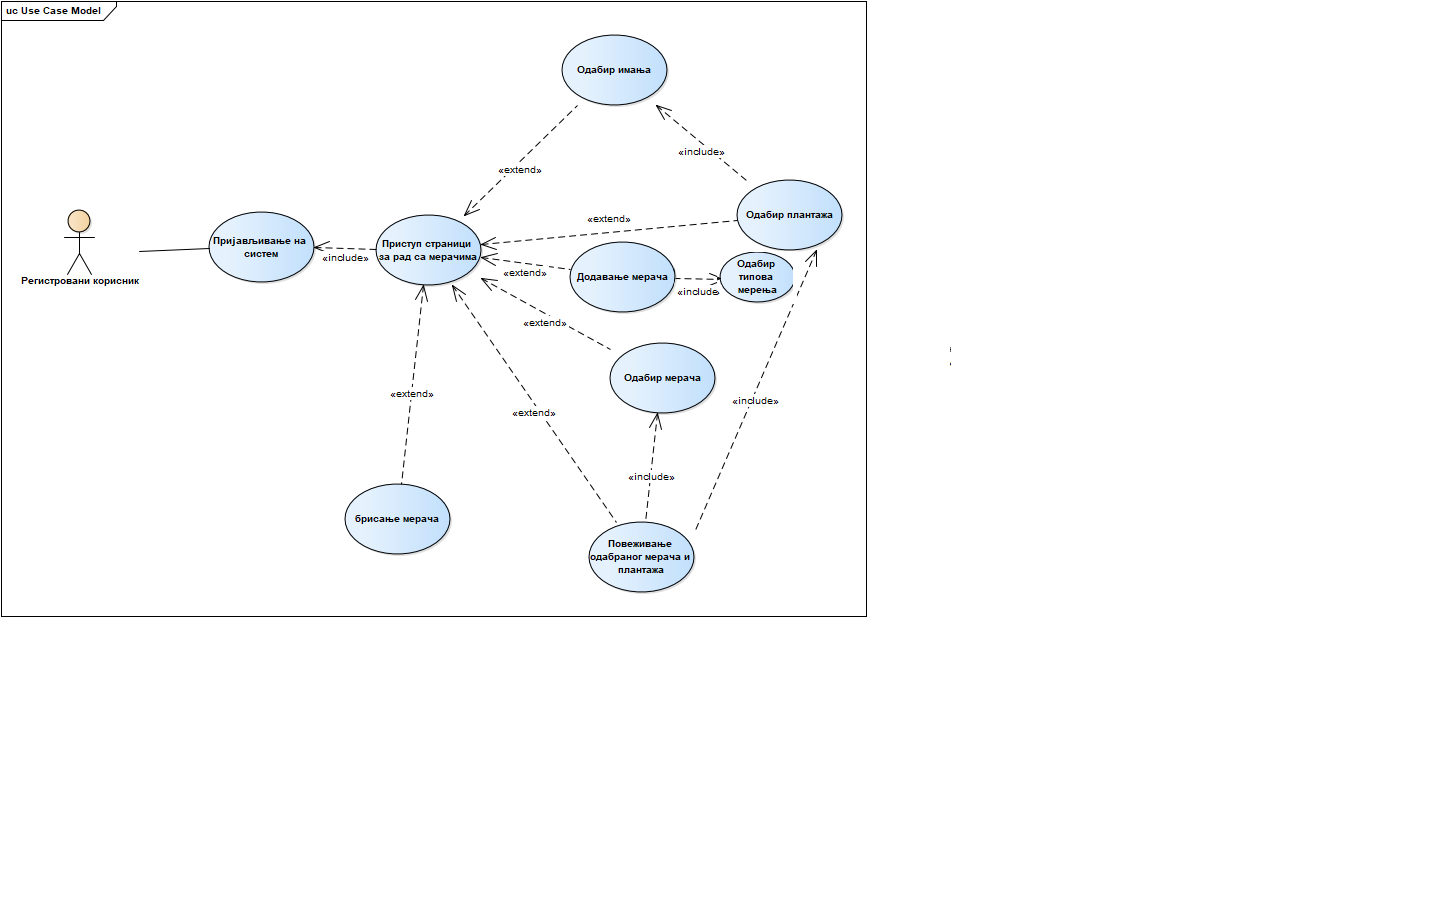 uc Use Case Model
Одабир имања
«include»
«extend»
Одабир плантажа
«extend»
Пријављивање на
систем
Приступ страници
за рад са мерачима
«include»
Додавање мерача
«extend»
Одабир
типова
мерења
«include»
Регистровани корисник
«extend»
Одабир мерача
«extend»
«include»
«extend»
«include»
брисање мерача
Повеживање
одабраног мерача и
плантажа